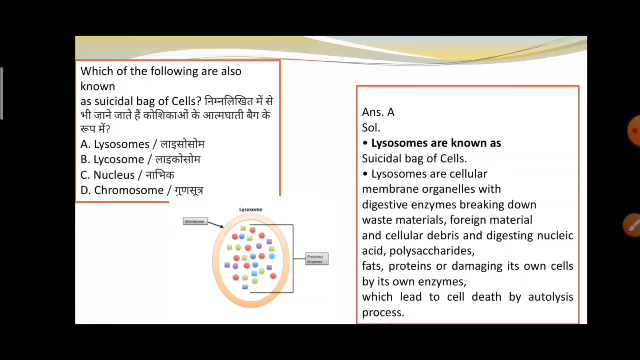 Which of the following are also
known
as suicidal bag of Cells? निम्नलिखित में से
भी जाने जाते हैं कोशिकाओं के आत्मघाती बैग के
रूप में?
A. Lysosomes / लाइसोसोम
B. Lycosome / लाइकोसोम
C. Nucleus / नाभिक
D. Chromosome / गुणसूत्र
Lysosome
Membrane
Proteins/
Enzymes
Ans. A
Sol.
• Lysosomes are known as
Suicidal bag of Cells.
• Lysosomes are cellular
membrane organelles with
digestive enzymes breaking down
waste materials, foreign material
and cellular debris and digesting nucleic
acid, polysaccharides,
fats, proteins or damaging its own cells
by its own enzymes,
which lead to cell death by autolysis
process.